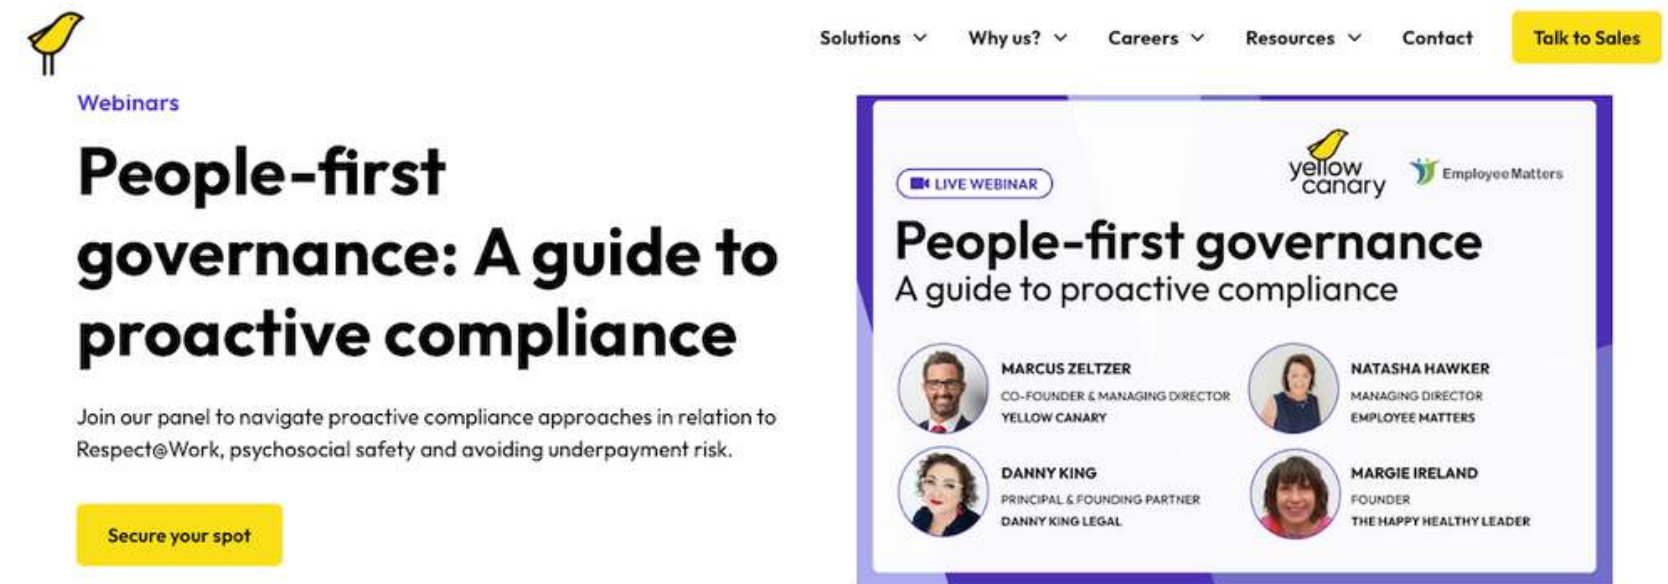 Solutions
Why us?
Careers
Resources
Contact
Talk to Sales
Webinars
People-first
governance: A guide to
proactive compliance
Join our panel to navigate proactive compliance approaches in relation to
Respect@Work, psychosocial safety and avoiding underpayment risk.
Secure your spot
yellow
canary
EmployeeMatters
LIVE WEBINAR
People-first governance
A guide to proactive compliance
MARCUS ZELTZER
CO-FOUNDER & MANAGING DIRECTOR
YELLOW CANARY
NATASHA HAWKER
MANAGING DIRECTOR
EMPLOYEE MATTERS
DANNY KING
PRINCIPAL & FOUNDING PARTNER
DANNY KING LEGAL
MARGIE IRELAND
FOUNDER
THE HAPPY HEALTHY LEADER